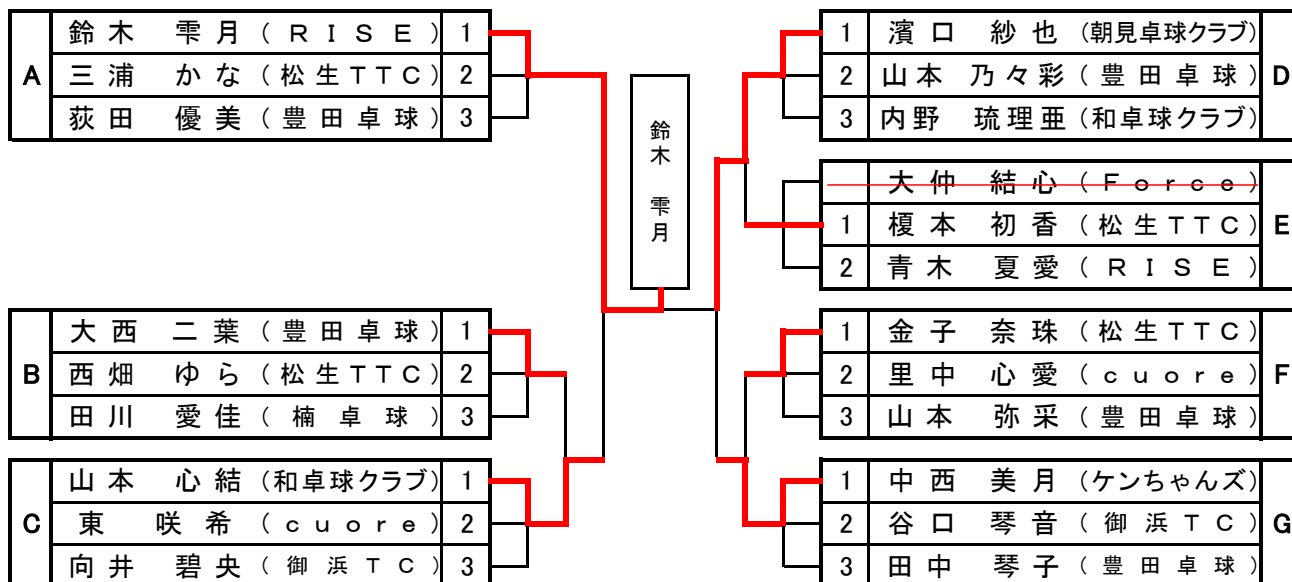 A
鈴木 雫月 (RISE) 1
三浦 かな (松生TTC) 2
荻田 優美 (豊田卓球) 3
B
大西 二葉 (豊田卓球) 1
西畑 ゆら (松生TTC) 2
田川 愛佳 (楠卓球) 3
C
山本 心結 (和卓球クラブ) 1
東 咲希 (cuore) 2
向井 碧央 (御浜TC) 3
鈴木 雫月
1 濱口 紗也 (朝見卓球クラブ)
2 山本 乃々彩 (豊田卓球)
3 内野 琉理亜 (和卓球クラブ)
D
大仲 結心 (Force)
1 榎本 初香 (松生TTC)
2 青木 夏愛 (RISE)
E
1 金子 奈珠 (松生TTC)
2 里中 心愛 (cuore)
3 山本 弥采 (豊田卓球)
F
1 中西 美月 (ケンちゃんズ)
2 谷口 琴音 (御浜TC)
3 田中 琴子 (豊田卓球)
G